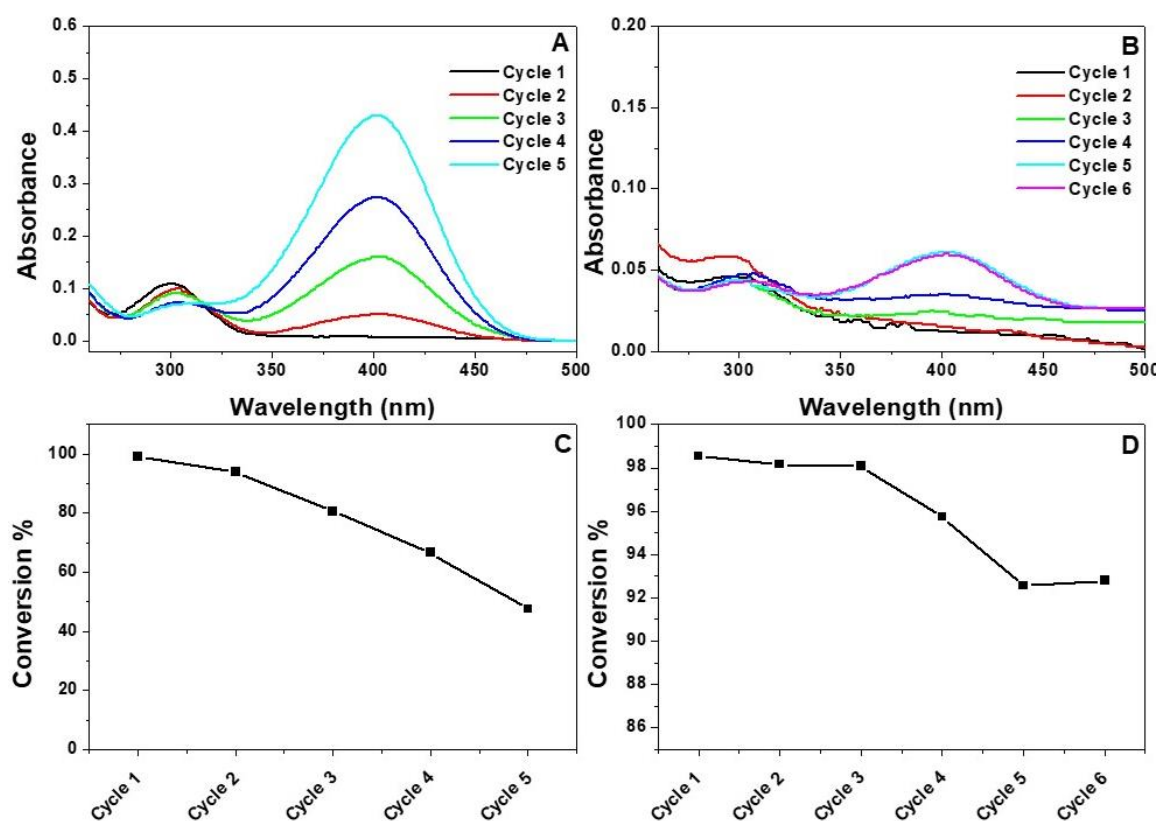 A
Cycle 1
Cycle 2
Cycle 3
Cycle 4
Cycle 5
0.6
0.5
0.4
0.3
0.2
0.1
0.0
Absorbance
300 350 400 450 500
Wavelength (nm)
B
Cycle 1
Cycle 2
Cycle 3
Cycle 4
Cycle 5
Cycle 6
0.20
0.15
0.10
0.05
0.00
Absorbance
300 350 400 450 500
Wavelength (nm)
C
100
80
60
40
20
0
Conversion %
Cycle 1 Cycle 2 Cycle 3 Cycle 4 Cycle 5
D
100
98
96
94
92
90
88
86
Conversion %
Cycle 1 Cycle 2 Cycle 3 Cycle 4 Cycle 5 Cycle 6